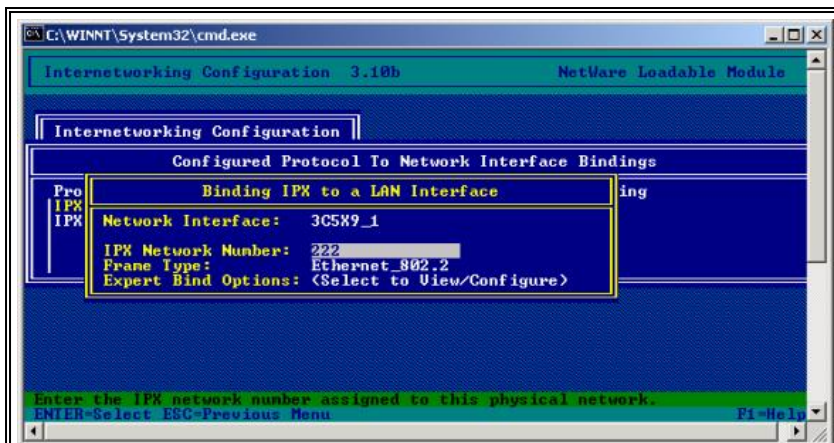 C:\WINNT\System32\cmd.exe
Internetworking Configuration 3.10b NetWare Loadable Module
Internetworking Configuration
Configured Protocol To Network Interface Bindings
Pro ing
Binding IPX to a LAN Interface
IPX
IPX
Network Interface: 3C5X9_1
IPX Network Number: 222
Frame Type: Ethernet_802.2
Expert Bind Options: (Select to View/Configure)
Enter the IPX network number assigned to this physical network.
ENTER=Select ESC=Previous Menu F1=Help